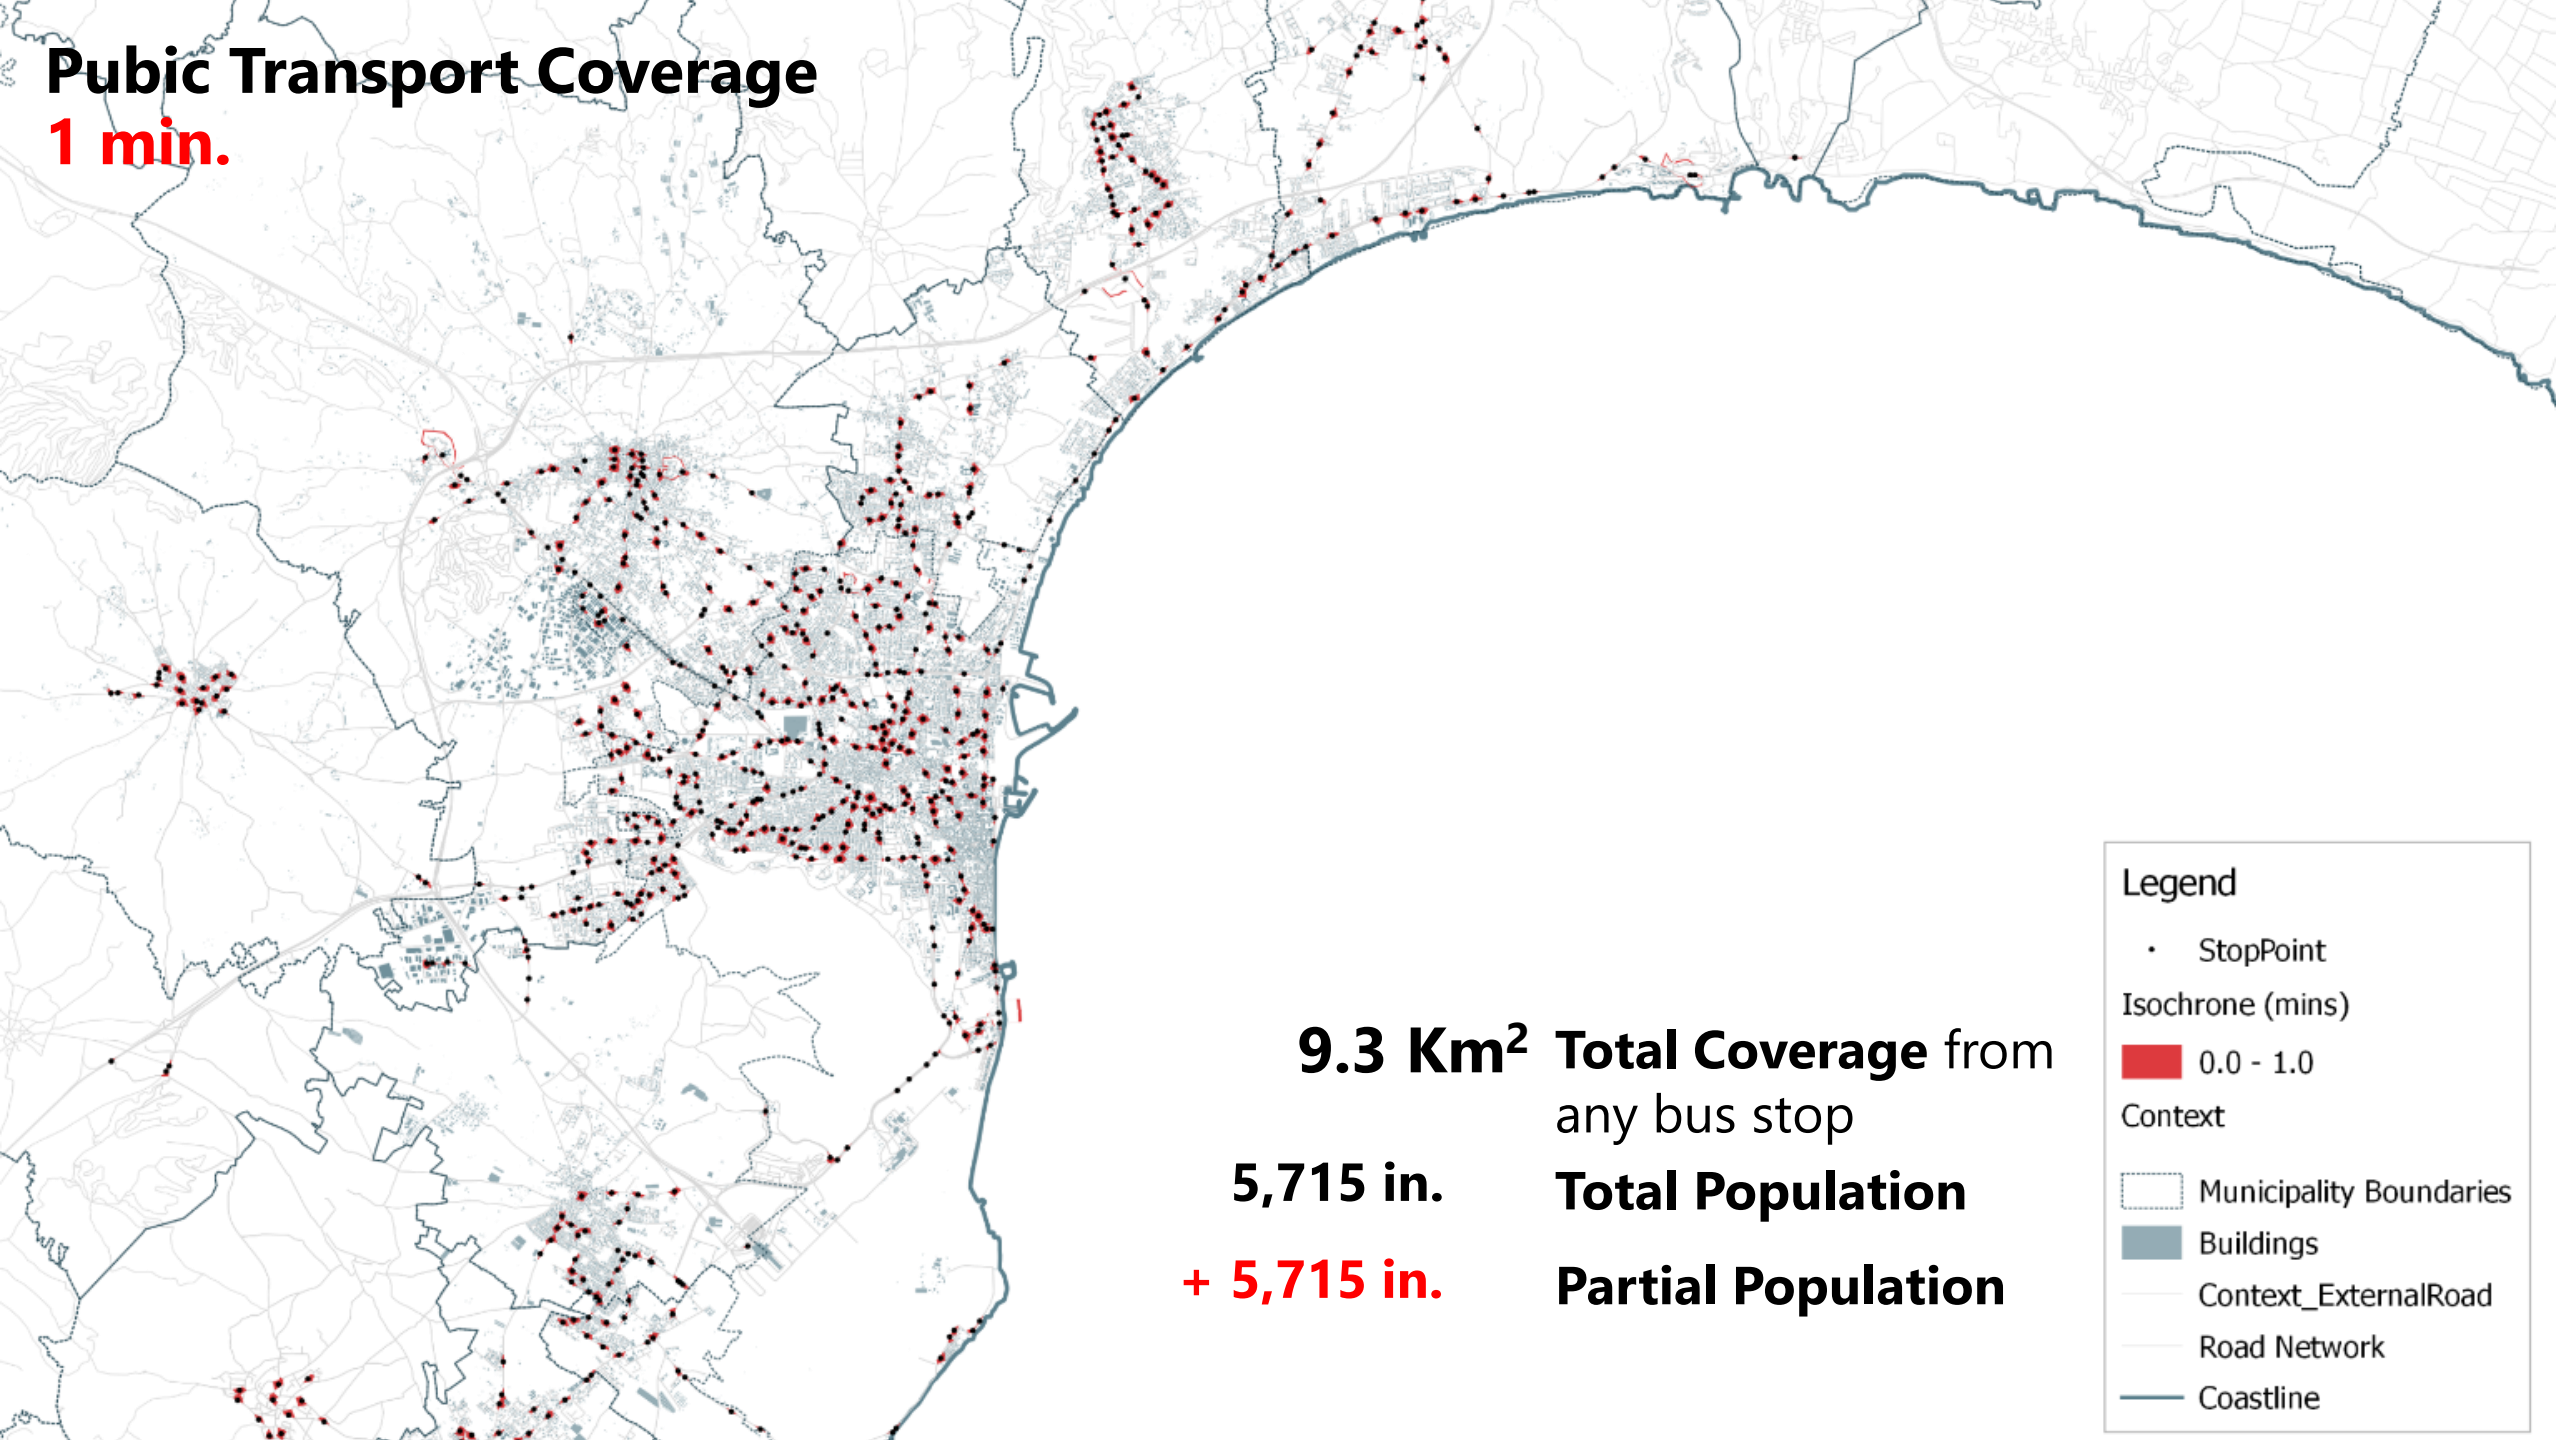 Pubic Transport Coverage
1 min.
9.3 Km² Total Coverage from
any bus stop
5,715 in. Total Population
+ 5,715 in. Partial Population
Legend
StopPoint
Isochrone (mins)
0.0 - 1.0
Context
Municipality Boundaries
Buildings
Context_ExternalRoad
Road Network
Coastline